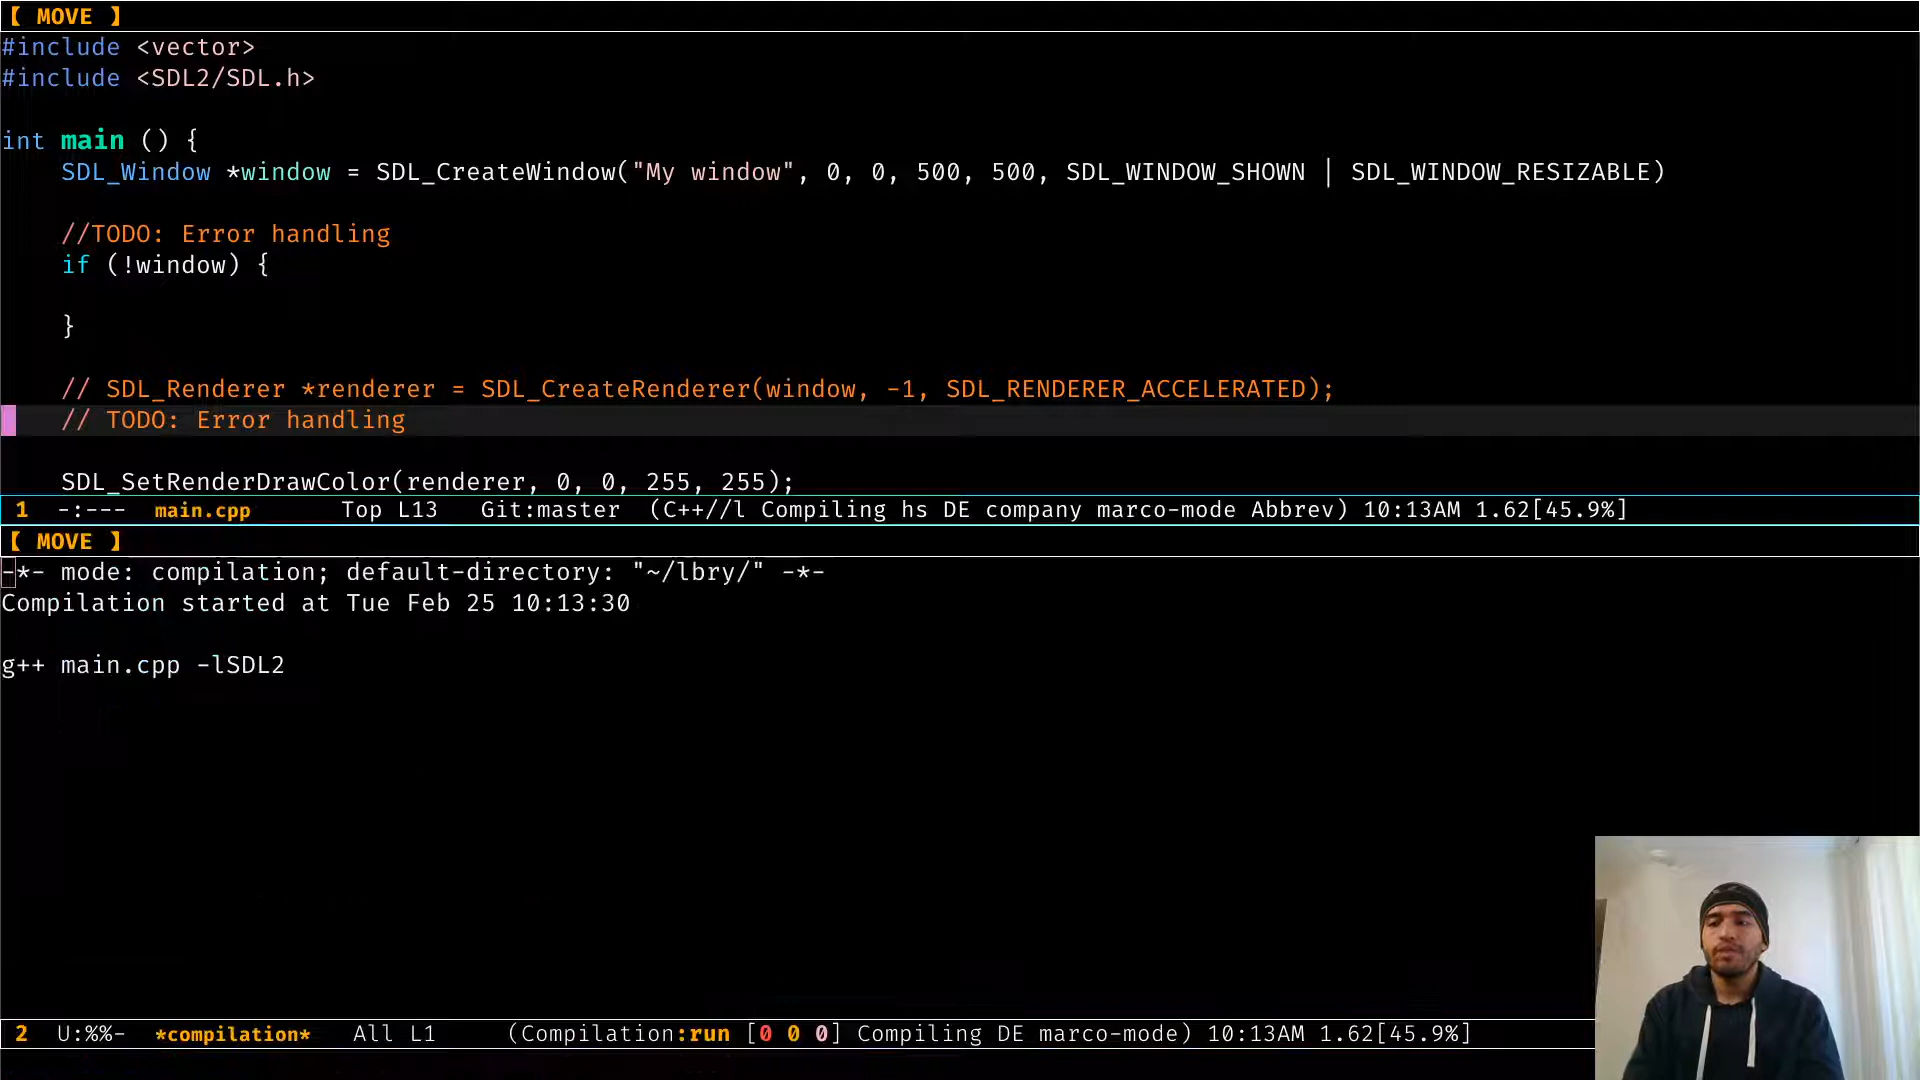 【 MOVE 】
#include <vector>
#include <SDL2/SDL.h>
int main () {
SDL_Window *window = SDL_CreateWindow("My window", 0, 0, 500, 500, SDL_WINDOW_SHOWN | SDL_WINDOW_RESIZABLE)
//TODO: Error handling
if (!window) {
}
// SDL_Renderer *renderer = SDL_CreateRenderer(window, -1, SDL_RENDERER_ACCELERATED);
// TODO: Error handling
SDL_SetRenderDrawColor(renderer, 0, 0, 255, 255);
1 -:--- main.cpp Top L13 Git:master (C++//l Compiling hs DE company marco-mode Abbrev) 10:13AM 1.62[45.9%]
【 MOVE 】
-*- mode: compilation; default-directory: "~/lbry/" -*-
Compilation started at Tue Feb 25 10:13:30
g++ main.cpp -lSDL2
2 U:%%- *compilation* All L1 (Compilation:run [0 0 0] Compiling DE marco-mode) 10:13AM 1.62[45.9%]